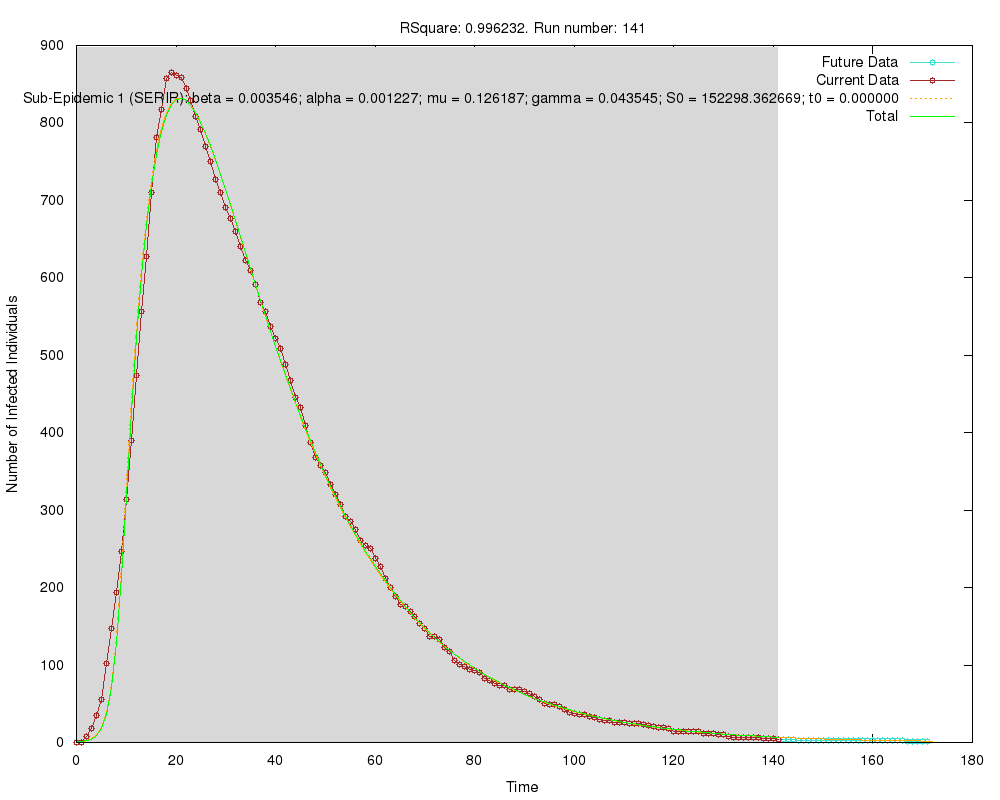 RSquare: 0.996232. Run number: 141
900
Future Data
Current Data
Sub-Epidemic 1 (SERIR); beta = 0.003546; alpha = 0.001227; mu = 0.126187; gamma = 0.043545; S0 = 152298.362669; t0 = 0.000000
Total
800
700
600
500
400
300
200
100
0
Number of Infected Individuals
0 20 40 60 80 100 120 140 160 180
Time